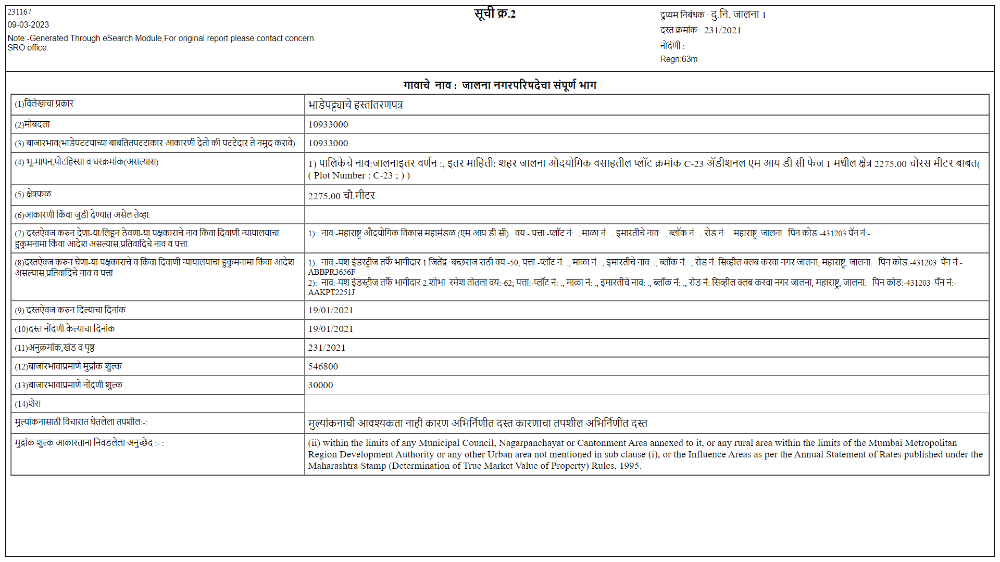 231167
09-03-2023
Note:-Generated Through eSearch Module,For original report please contact concern
SRO office.
सूची क्र.2
दुय्यम निबंधक : दु.नि. जालना 1
दस्त क्रमांक : 231/2021
नोदंणी :
Regn:63m
गावाचे नाव : जालना नगरपरिषदेचा संपूर्ण भाग
(1)विलेखाचा प्रकार
भाडेपट्ट्याचे हस्तांतरणपत्र
(2)मोबदला
10933000
(3) बाजारभाव(भाडेपटटयाच्या बाबतितपटटाकार आकारणी देतो की पटटेदार ते नमुद करावे)
10933000
(4) भू-मापन,पोटहिस्सा व घरक्रमांक(असल्यास)
1) पालिकेचे नाव:जालनाइतर वर्णन :, इतर माहिती: शहर जालना औदयोगिक वसाहतील प्लॉट क्रमांक C-23 ॲडीशनल एम आय डी सी फेज 1 मधील क्षेत्र 2275.00 चौरस मीटर बाबत(
( Plot Number : C-23 ; ) )
(5) क्षेत्रफळ
2275.00 चौ.मीटर
(6)आकारणी किंवा जुडी देण्यात असेल तेव्हा.
(7) दस्तऐवज करुन देणा-या/लिहून ठेवणा-या पक्षकाराचे नाव किंवा दिवाणी न्यायालयाचा
हुकुमनामा किंवा आदेश असल्यास,प्रतिवादिचे नाव व पत्ता.
1): नाव:-महाराष्ट्र औदयोगिक विकास महामंडळ (एम आय डी सी) वय:- पत्ता:-प्लॉट नं: ., माळा नं: ., इमारतीचे नाव: ., ब्लॉक नं: ., रोड नं: ., महाराष्ट्र, जालना. पिन कोड:-431203 पॅन नं:-
(8)दस्तऐवज करुन घेणा-या पक्षकाराचे व किंवा दिवाणी न्यायालयाचा हुकुमनामा किंवा आदेश
असल्यास,प्रतिवादिचे नाव व पत्ता
1): नाव:-यश इंडस्ट्रीज तर्फे भागीदार 1.जितेंद्र बच्छराज राठी वय:-50; पत्ता:-प्लॉट नं: ., माळा नं: ., इमारतीचे नाव: ., ब्लॉक नं: ., रोड नं: सिव्हील क्लब करवा नगर जालना, महाराष्ट्र, जालना. पिन कोड:-431203 पॅन नं:-
ABBPR3656F
2): नाव:-यश इंडस्ट्रीज तर्फे भागीदार 2.शोभा रमेश तोतला वय:-62; पत्ता:-प्लॉट नं: ., माळा नं: ., इमारतीचे नाव: ., ब्लॉक नं: ., रोड नं: सिव्हील क्लब करवा नगर जालना, महाराष्ट्र, जालना. पिन कोड:-431203 पॅन नं:-
AAKPT2251J
(9) दस्तऐवज करुन दिल्याचा दिनांक
19/01/2021
(10)दस्त नोंदणी केल्याचा दिनांक
19/01/2021
(11)अनुक्रमांक,खंड व पृष्ठ
231/2021
(12)बाजारभावाप्रमाणे मुद्रांक शुल्क
546800
(13)बाजारभावाप्रमाणे नोंदणी शुल्क
30000
(14)शेरा
मुल्यांकनासाठी विचारात घेतलेला तपशील:-:
मुल्यांकनाची आवश्यकता नाही कारण अभिर्निणीत दस्त कारणाचा तपशील अभिर्निणीत दस्त
मुद्रांक शुल्क आकारताना निवडलेला अनुच्छेद :- :
(ii) within the limits of any Municipal Council, Nagarpanchayat or Cantonment Area annexed to it, or any rural area within the limits of the Mumbai Metropolitan
Region Development Authority or any other Urban area not mentioned in sub clause (i), or the Influence Areas as per the Annual Statement of Rates published under the
Maharashtra Stamp (Determination of True Market Value of Property) Rules, 1995.